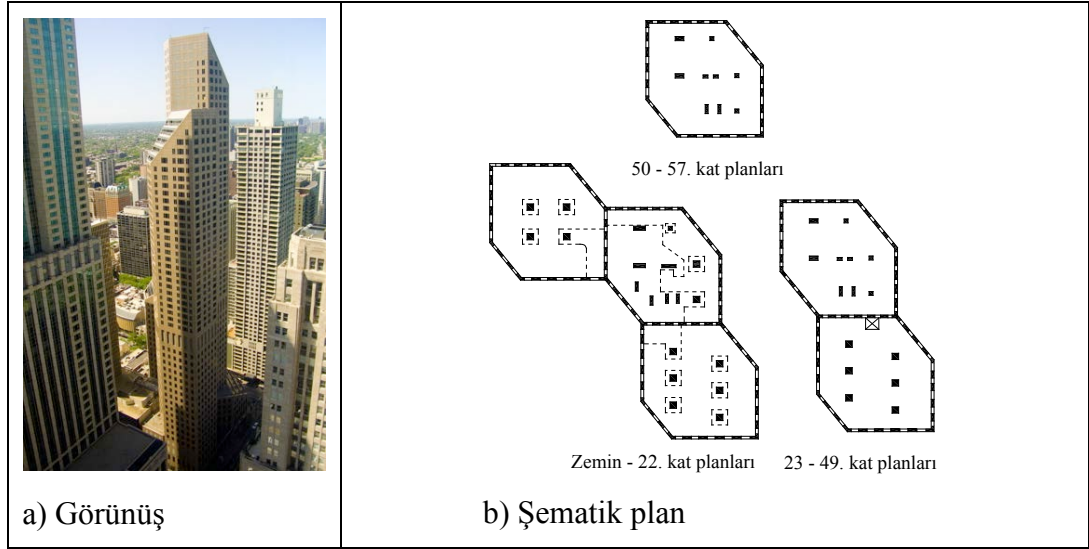 50 - 57. kat planları
Zemin - 22. kat planları
23 - 49. kat planları
a) Görünüş
b) Şematik plan